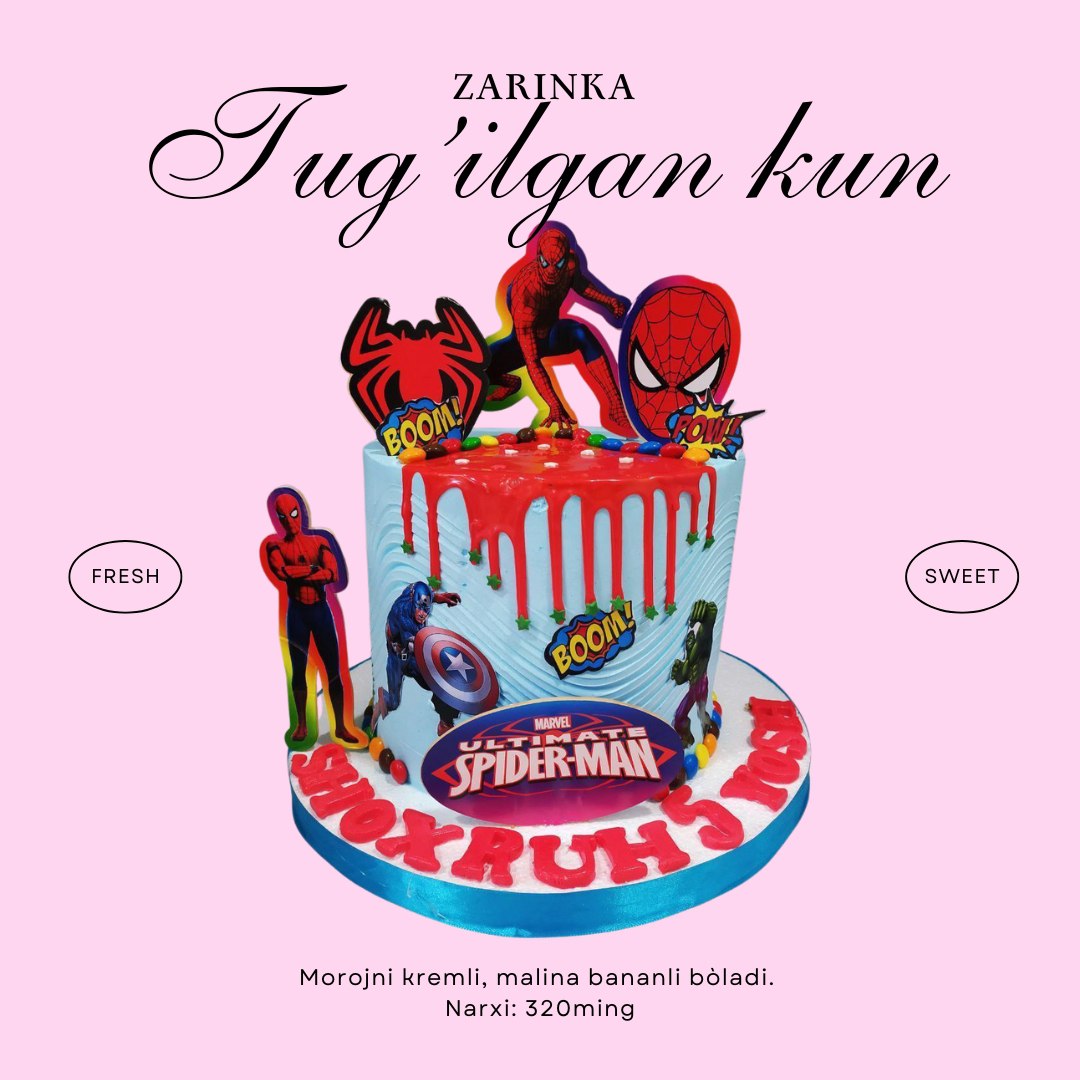 ZARINKA
Tug'ilgan kun
BOOM!
POW!
FRESH
SWEET
BOOM!
MARVEL
ULTIMATE
SPIDER-MAN
SHOXRUH 5 YOSH
Morojni kremli, malina bananli bòladi.
Narxi: 320ming